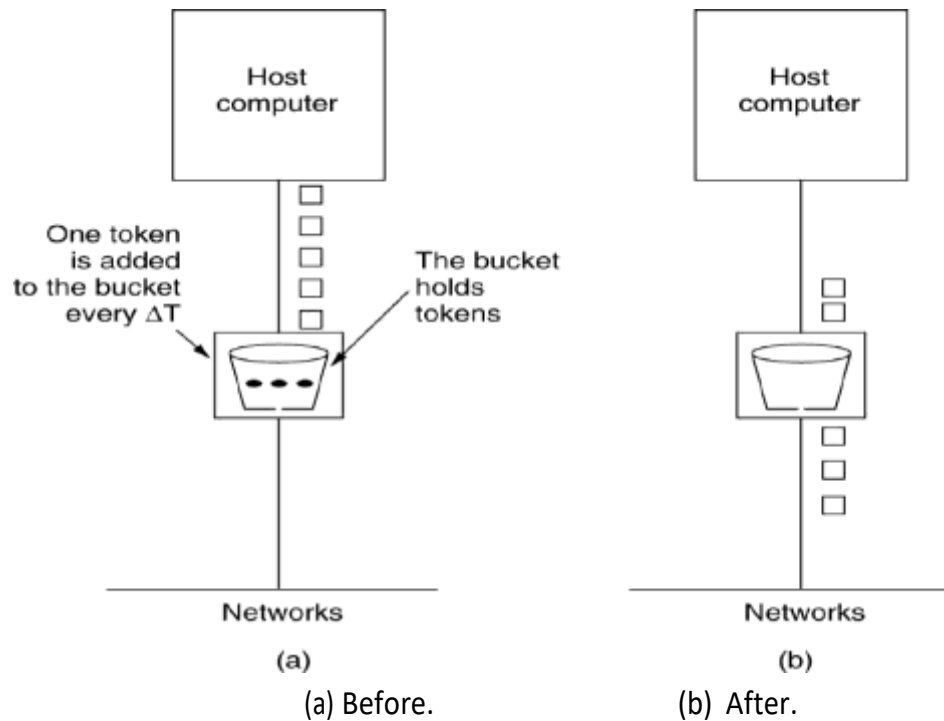 Host
computer
One token
is added
to the bucket
every ΔT
The bucket
holds
tokens
Networks
(a)
Host
computer
Networks
(b)
(a) Before. (b) After.